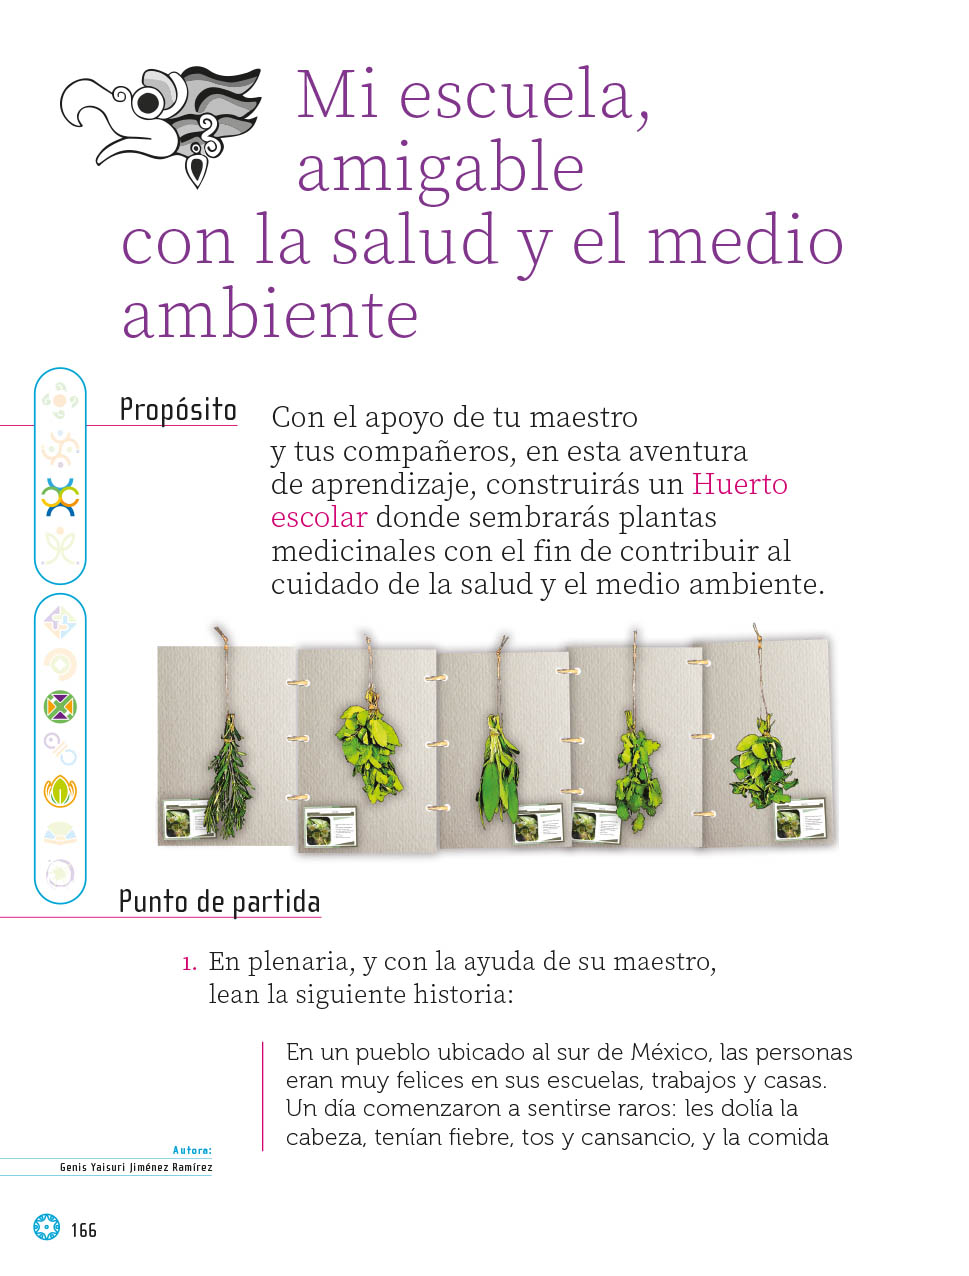 Mi escuela,
amigable
con la salud y el medio
ambiente
Propósito
Con el apoyo de tu maestro
y tus compañeros, en esta aventura
de aprendizaje, construirás un Huerto
escolar donde sembrarás plantas
medicinales con el fin de contribuir al
cuidado de la salud y el medio ambiente.
Punto de partida
1. En plenaria, y con la ayuda de su maestro,
lean la siguiente historia:
En un pueblo ubicado al sur de México, las personas
eran muy felices en sus escuelas, trabajos y casas.
Un día comenzaron a sentirse raros: les dolía la
cabeza, tenían fiebre, tos y cansancio, y la comida
Autora:
Genis Yaisuri Jiménez Ramírez
166